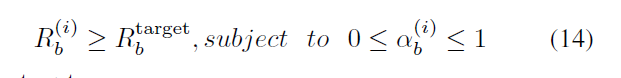 R_b^{(i)} ≥ R_b^{target}, subject to 0 ≤ α_b^{(i)} ≤ 1 (14)